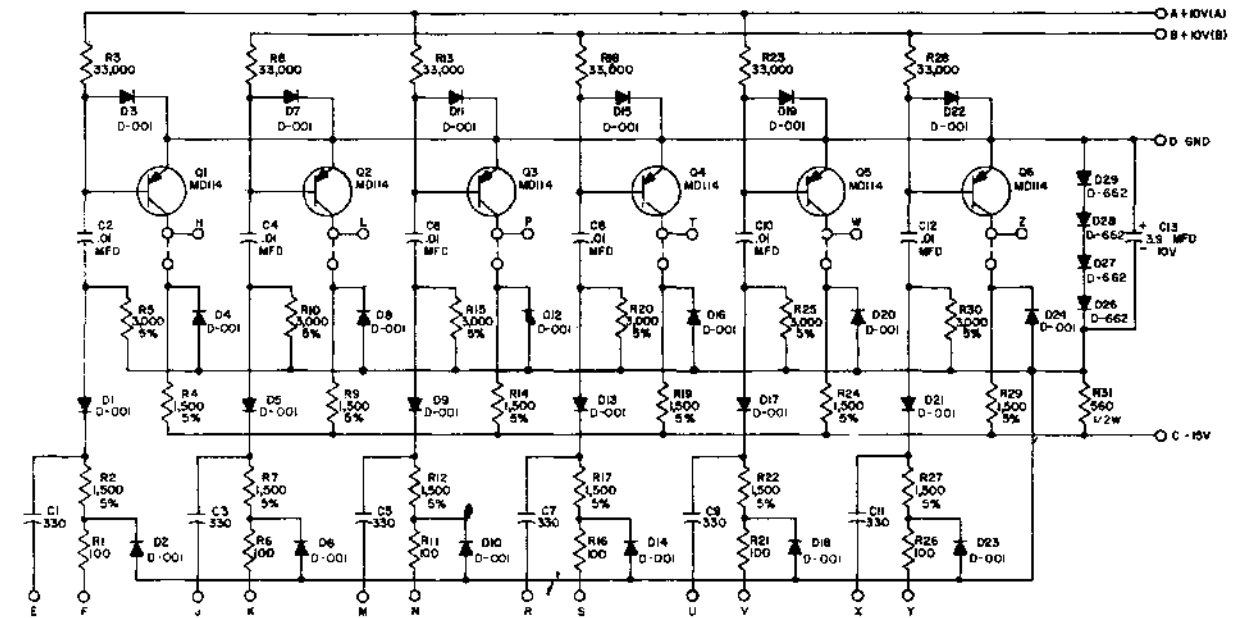 A +10V(A)
B +10V(B)
R3
33,000
R8
33,000
R13
33,000
R18
33,000
R23
33,000
R28
33,000
D3
D-001
D7
D-001
D11
D-001
D15
D-001
D19
D-001
D22
D-001
D GND
Q1
MD114
Q2
MD114
Q3
MD114
Q4
MD114
Q5
MD114
Q6
MD114
D29
D-662
D28
D-662
D27
D-662
D26
D-662
+ C13
3.9 MFD
- 10V
C2
.01
MFD
H
C4
.01
MFD
L
C6
.01
MFC
P
C8
.01
MFD
T
C10
.01
MFD
W
C12
.01
MFD
Z
R5
3,000
5%
D4
D-001
R10
3,000
5%
D8
D-001
R15
3,000
5%
D12
D-001
R20
3,000
5%
D16
D-001
R25
3,000
5%
D20
D-001
R30
3,000
5%
D24
D-001
D1
D-001
R4
1,500
5%
D5
D-001
R9
1,500
5%
D9
D-001
R14
1,500
5%
D13
D-001
R19
1,500
5%
D17
D-001
R24
1,500
5%
D21
D-001
R29
1,500
5%
R31
560
1/2W
C -15V
R2
1,500
5%
R7
1,500
5%
R12
1,500
5%
R17
1,500
5%
R22
1,500
5%
R27
1,500
5%
C1
330
C3
330
C5
330
C7
330
C9
330
C11
330
R1
100
D2
D-001
R6
100
D6
D-001
R11
100
D10
D-001
R16
100
D14
D-001
R21
100
D18
D-001
R26
100
D23
D-001
E F J K M N R S U V X Y